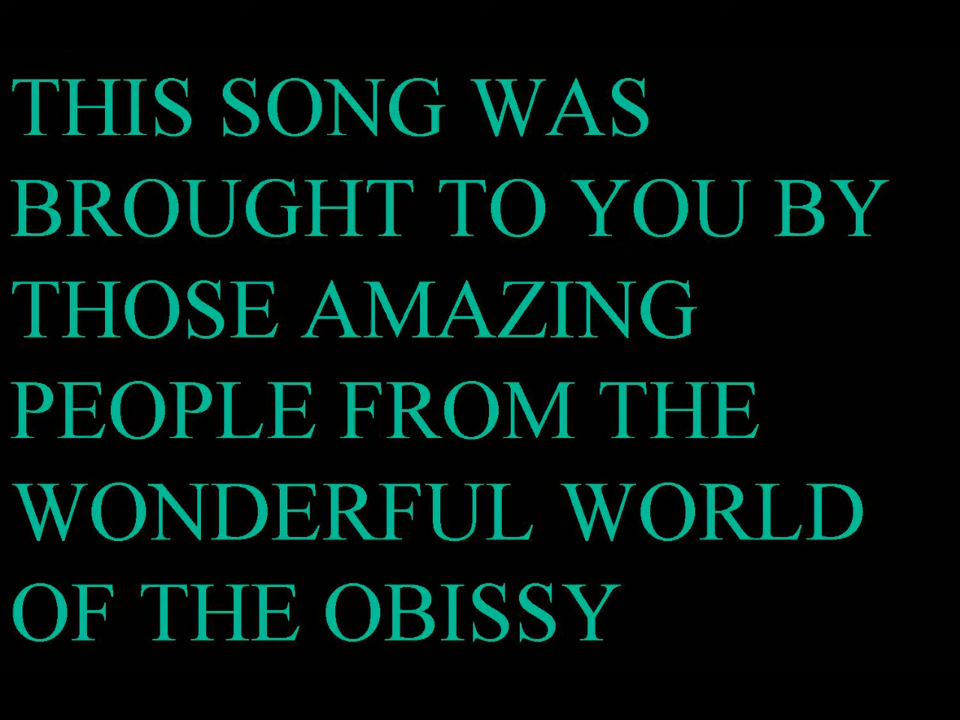 THIS SONG WAS
BROUGHT TO YOU BY
THOSE AMAZING
PEOPLE FROM THE
WONDERFUL WORLD
OF THE OBISSY